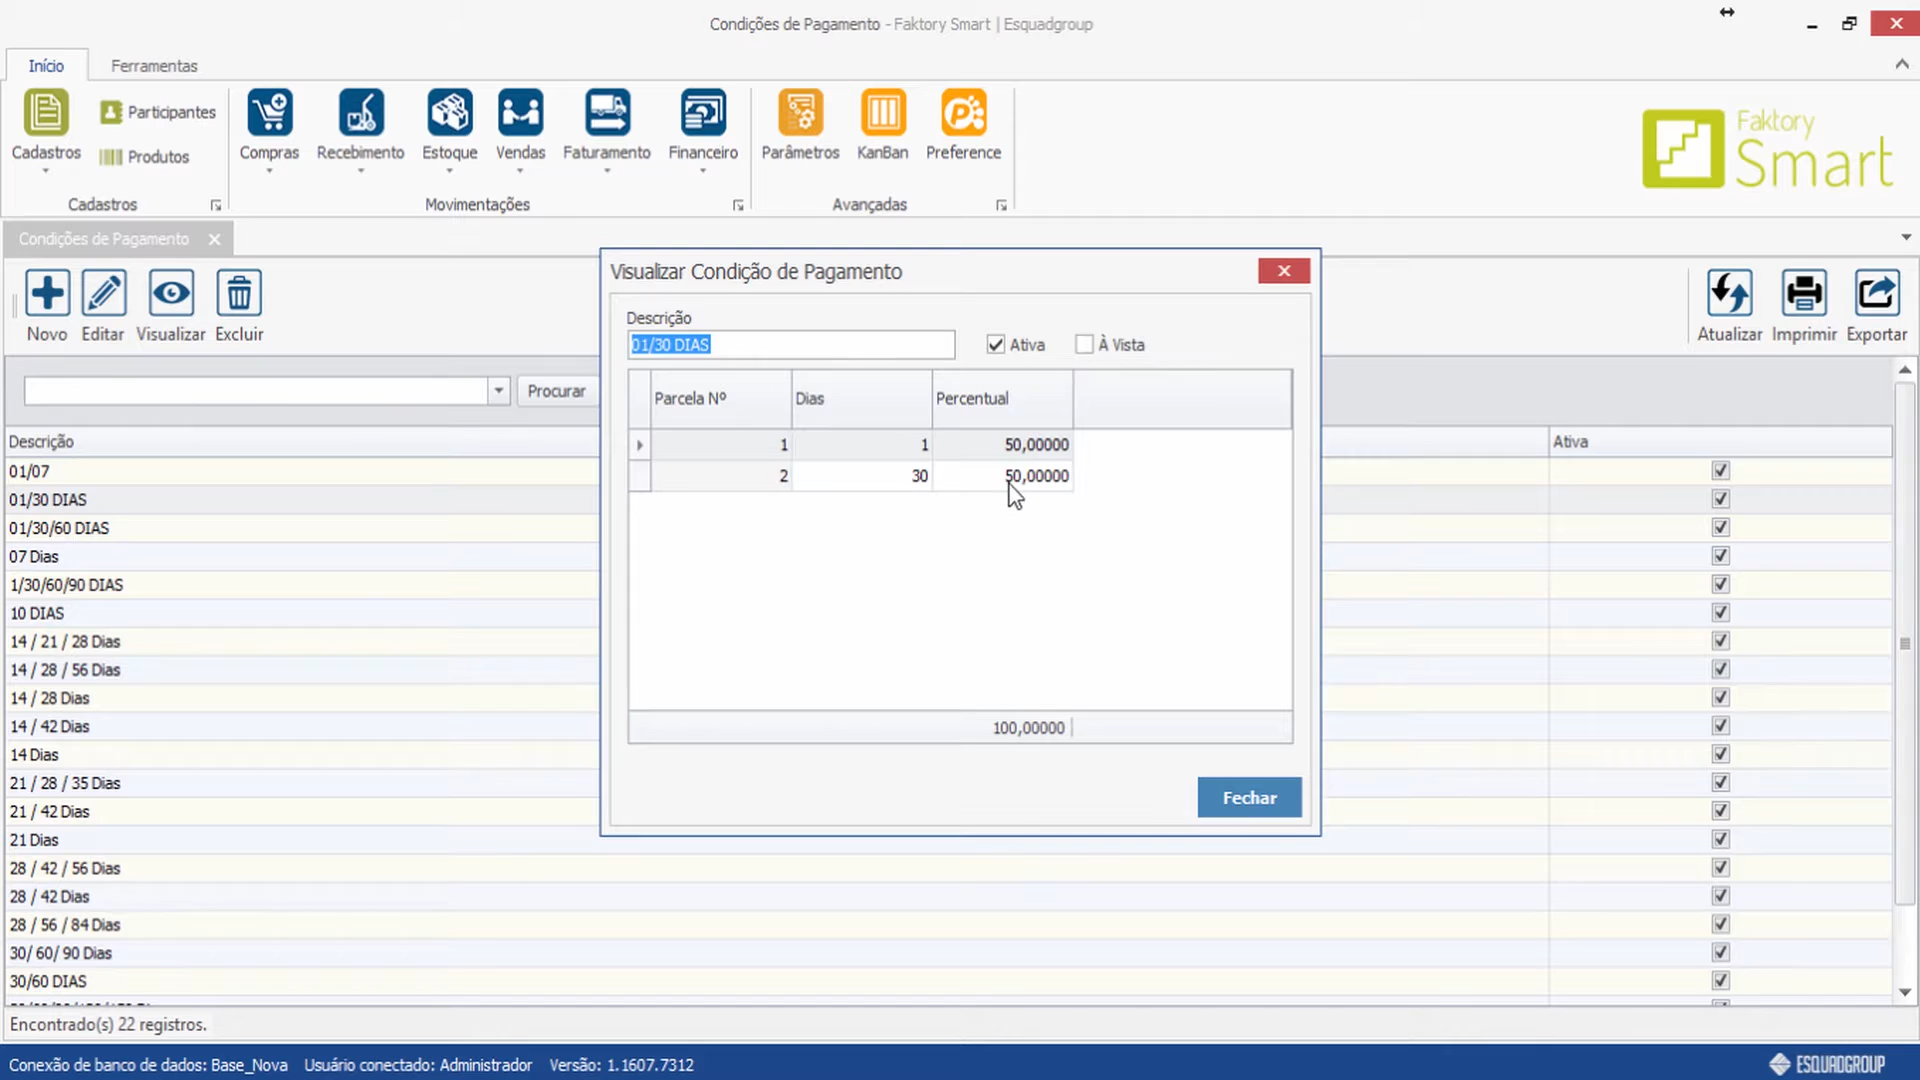 Condições de Pagamento - Faktory Smart | Esquadgroup
Início Ferramentas
Cadastros
Participantes
Produtos
Compras Recebimento Estoque Vendas Faturamento Financeiro
Parâmetros KanBan Preference
Cadastros Movimentações Avançadas
Faktory
Smart
Condições de Pagamento
Novo Editar Visualizar Excluir
Atualizar Imprimir Exportar
Procurar
Descrição Ativa
01/07
01/30 DIAS
01/30/60 DIAS
07 Dias
1/30/60/90 DIAS
10 DIAS
14 / 21 / 28 Dias
14 / 28 / 56 Dias
14 / 28 Dias
14 / 42 Dias
14 Dias
21 / 28 / 35 Dias
21 / 42 Dias
21 Dias
28 / 42 / 56 Dias
28 / 42 Dias
28 / 56 / 84 Dias
30/ 60/ 90 Dias
30/60 DIAS
Visualizar Condição de Pagamento
Descrição
01/30 DIAS Ativa À Vista
Parcela Nº Dias Percentual
1 1 50,00000
2 30 50,00000
100,00000
Fechar
Encontrado(s) 22 registros.
Conexão de banco de dados: Base_Nova Usuário conectado: Administrador Versão: 1.1607.7312
ESQUADGROUP